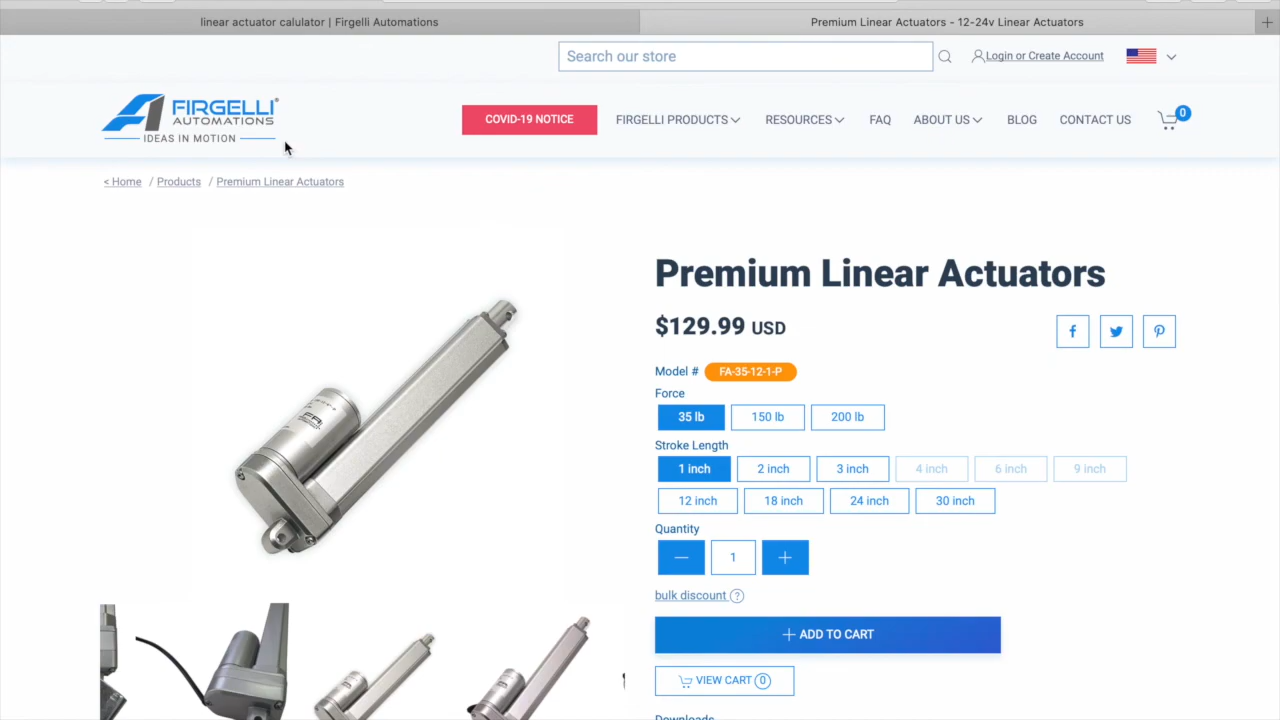 linear actuator calulator | Firgelli Automations
Premium Linear Actuators - 12-24v Linear Actuators
Search our store
Login or Create Account
FIRGELLI®
AUTOMATIONS
IDEAS IN MOTION
COVID-19 NOTICE
FIRGELLI PRODUCTS
RESOURCES
FAQ
ABOUT US
BLOG
CONTACT US
0
< Home / Products / Premium Linear Actuators
Premium Linear Actuators
$129.99 USD
Model # FA-35-12-1-P
Force
35 lb 150 lb 200 lb
Stroke Length
1 inch 2 inch 3 inch 4 inch 6 inch 9 inch
12 inch 18 inch 24 inch 30 inch
Quantity
1
bulk discount ?
ADD TO CART
VIEW CART 0
Downloads